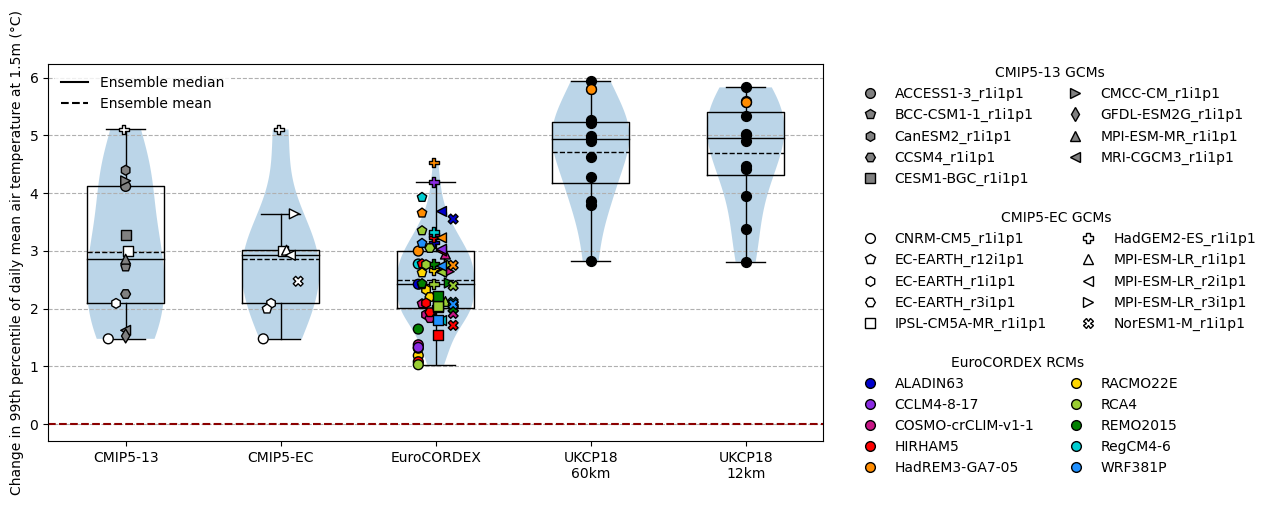 Change in 99th percentile of daily mean air temperature at 1.5m (°C)
6
5
4
3
2
1
0
Ensemble median
Ensemble mean
CMIP5-13
CMIP5-EC
EuroCORDEX
UKCP18
60km
UKCP18
12km
CMIP5-13 GCMs
ACCESS1-3_r1i1p1
BCC-CSM1-1_r1i1p1
CanESM2_r1i1p1
CCSM4_r1i1p1
CESM1-BGC_r1i1p1
CMCC-CM_r1i1p1
GFDL-ESM2G_r1i1p1
MPI-ESM-MR_r1i1p1
MRI-CGCM3_r1i1p1
CMIP5-EC GCMs
CNRM-CM5_r1i1p1
EC-EARTH_r12i1p1
EC-EARTH_r1i1p1
EC-EARTH_r3i1p1
IPSL-CM5A-MR_r1i1p1
HadGEM2-ES_r1i1p1
MPI-ESM-LR_r1i1p1
MPI-ESM-LR_r2i1p1
MPI-ESM-LR_r3i1p1
NorESM1-M_r1i1p1
EuroCORDEX RCMs
ALADIN63
CCLM4-8-17
COSMO-crCLIM-v1-1
HIRHAM5
HadREM3-GA7-05
RACMO22E
RCA4
REMO2015
RegCM4-6
WRF381P